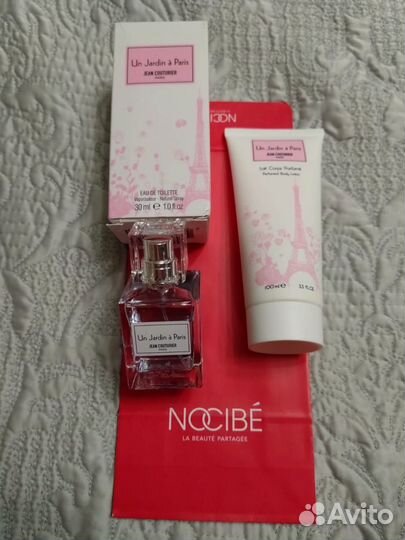 Un Jardin à Paris
JEAN COUTURIER
PARIS
EAU DE TOILETTE
Vaporisateur - Natural Spray
30 ml e 1.0 fl.oz
NOCIBÉ
Un Jardin à Paris
JEAN COUTURIER
PARIS
Lait Corps Parfumé
Perfumed Body Lotion
100 ml e 3.3 fl.oz
Un Jardin à Paris
JEAN COUTURIER
PARIS
NOCIBÉ
LA BEAUTÉ PARTAGÉE
Avito